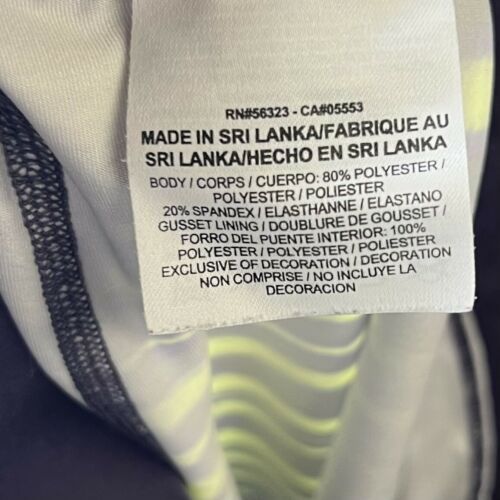 RN#56323 - CA#05553
MADE IN SRI LANKA/FABRIQUE AU
SRI LANKA/HECHO EN SRI LANKA
BODY / CORPS / CUERPO: 80% POLYESTER /
POLYESTER / POLIESTER
20% SPANDEX / ELASTHANNE / ELASTANO
GUSSET LINING / DOUBLURE DE GOUSSET /
FORRO DEL PUENTE INTERIOR: 100%
POLYESTER / POLYESTER / POLIESTER
EXCLUSIVE OF DECORATION / DECORATION
NON COMPRISE / NO INCLUYE LA
DECORACION